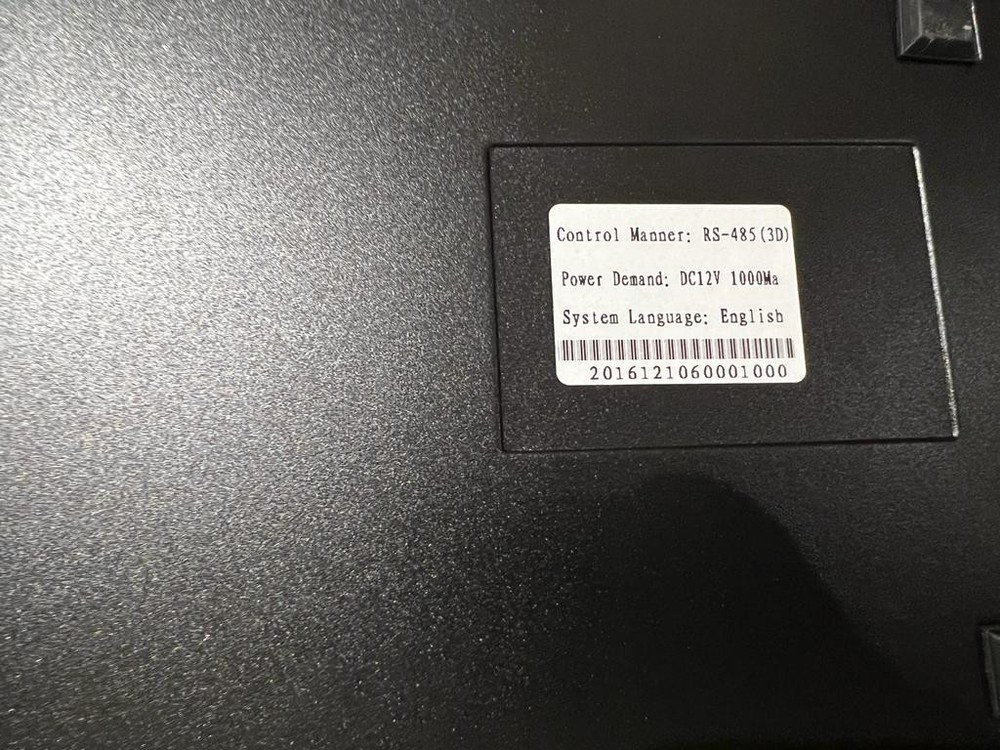 Control Manner: RS-485(3D)
Power Demand: DC12V 1000Ma
System Language: English
2016121060001000